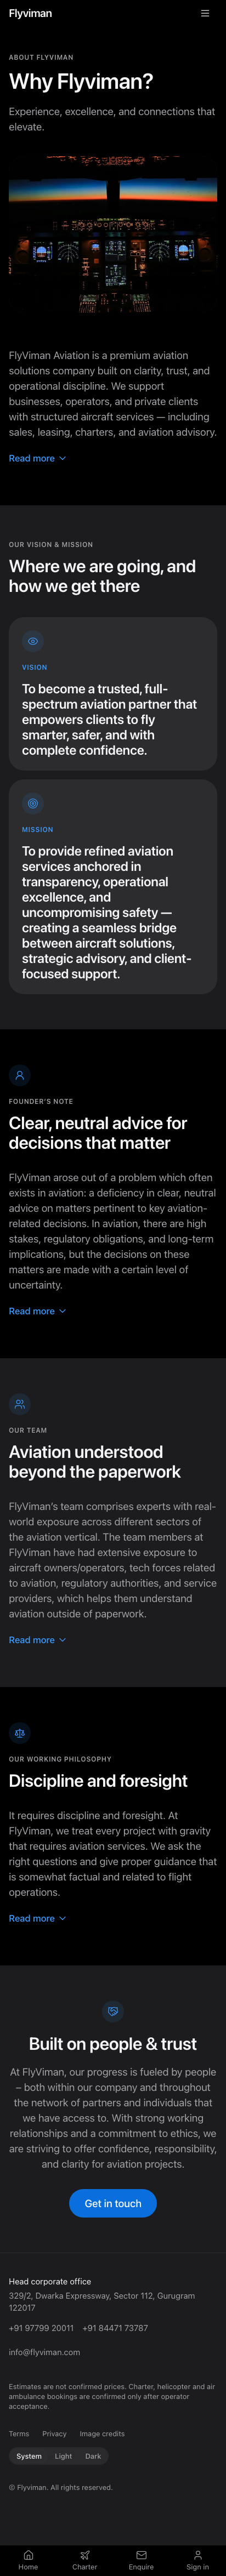 Flyviman
ABOUT FLYVIMAN
Why Flyviman?
Experience, excellence, and connections that
elevate.
FlyViman Aviation is a premium aviation
solutions company built on clarity, trust, and
operational discipline. We support
businesses, operators, and private clients
with structured aircraft services — including
sales, leasing, charters, and aviation advisory.
Read more
OUR VISION & MISSION
Where we are going, and
how we get there
VISION
To become a trusted, full-
spectrum aviation partner that
empowers clients to fly
smarter, safer, and with
complete confidence.
MISSION
To provide refined aviation
services anchored in
transparency, operational
excellence, and
uncompromising safety —
creating a seamless bridge
between aircraft solutions,
strategic advisory, and client-
focused support.
FOUNDER'S NOTE
Clear, neutral advice for
decisions that matter
FlyViman arose out of a problem which often
exists in aviation: a deficiency in clear, neutral
advice on matters pertinent to key aviation-
related decisions. In aviation, there are high
stakes, regulatory obligations, and long-term
implications, but the decisions on these
matters are made with a certain level of
uncertainty.
Read more
OUR TEAM
Aviation understood
beyond the paperwork
FlyViman's team comprises experts with real-
world exposure across different sectors of
the aviation vertical. The team members at
FlyViman have had extensive exposure to
aircraft owners/operators, tech forces related
to aviation, regulatory authorities, and service
providers, which helps them understand
aviation outside of paperwork.
Read more
OUR WORKING PHILOSOPHY
Discipline and foresight
It requires discipline and foresight. At
FlyViman, we treat every project with gravity
that requires aviation services. We ask the
right questions and give proper guidance that
is somewhat factual and related to flight
operations.
Read more
Built on people & trust
At FlyViman, our progress is fueled by people
– both within our company and throughout
the network of partners and individuals that
we have access to. With strong working
relationships and a commitment to ethics, we
are striving to offer confidence, responsibility,
and clarity for aviation projects.
Get in touch
Head corporate office
329/2, Dwarka Expressway, Sector 112, Gurugram
122017
+91 97799 20011 +91 84471 73787
info@flyviman.com
Estimates are not confirmed prices. Charter, helicopter and air
ambulance bookings are confirmed only after operator
acceptance.
Terms Privacy Image credits
System Light Dark
© Flyviman. All rights reserved.
Home Charter Enquire Sign in